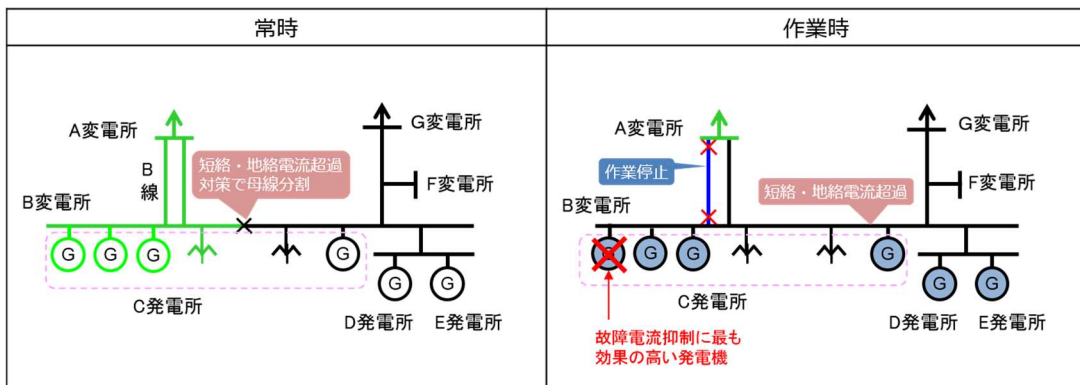 常時
作業時
A変電所
B
線
短絡・地絡電流超過
対策で母線分割
B変電所
G変電所
F変電所
G
G
G
G
C発電所
G
G
D発電所
E発電所
A変電所
作業停止
短絡・地絡電流超過
B変電所
G変電所
F変電所
G
G
G
G
C発電所
G
G
D発電所
E発電所
故障電流抑制に最も
効果の高い発電機